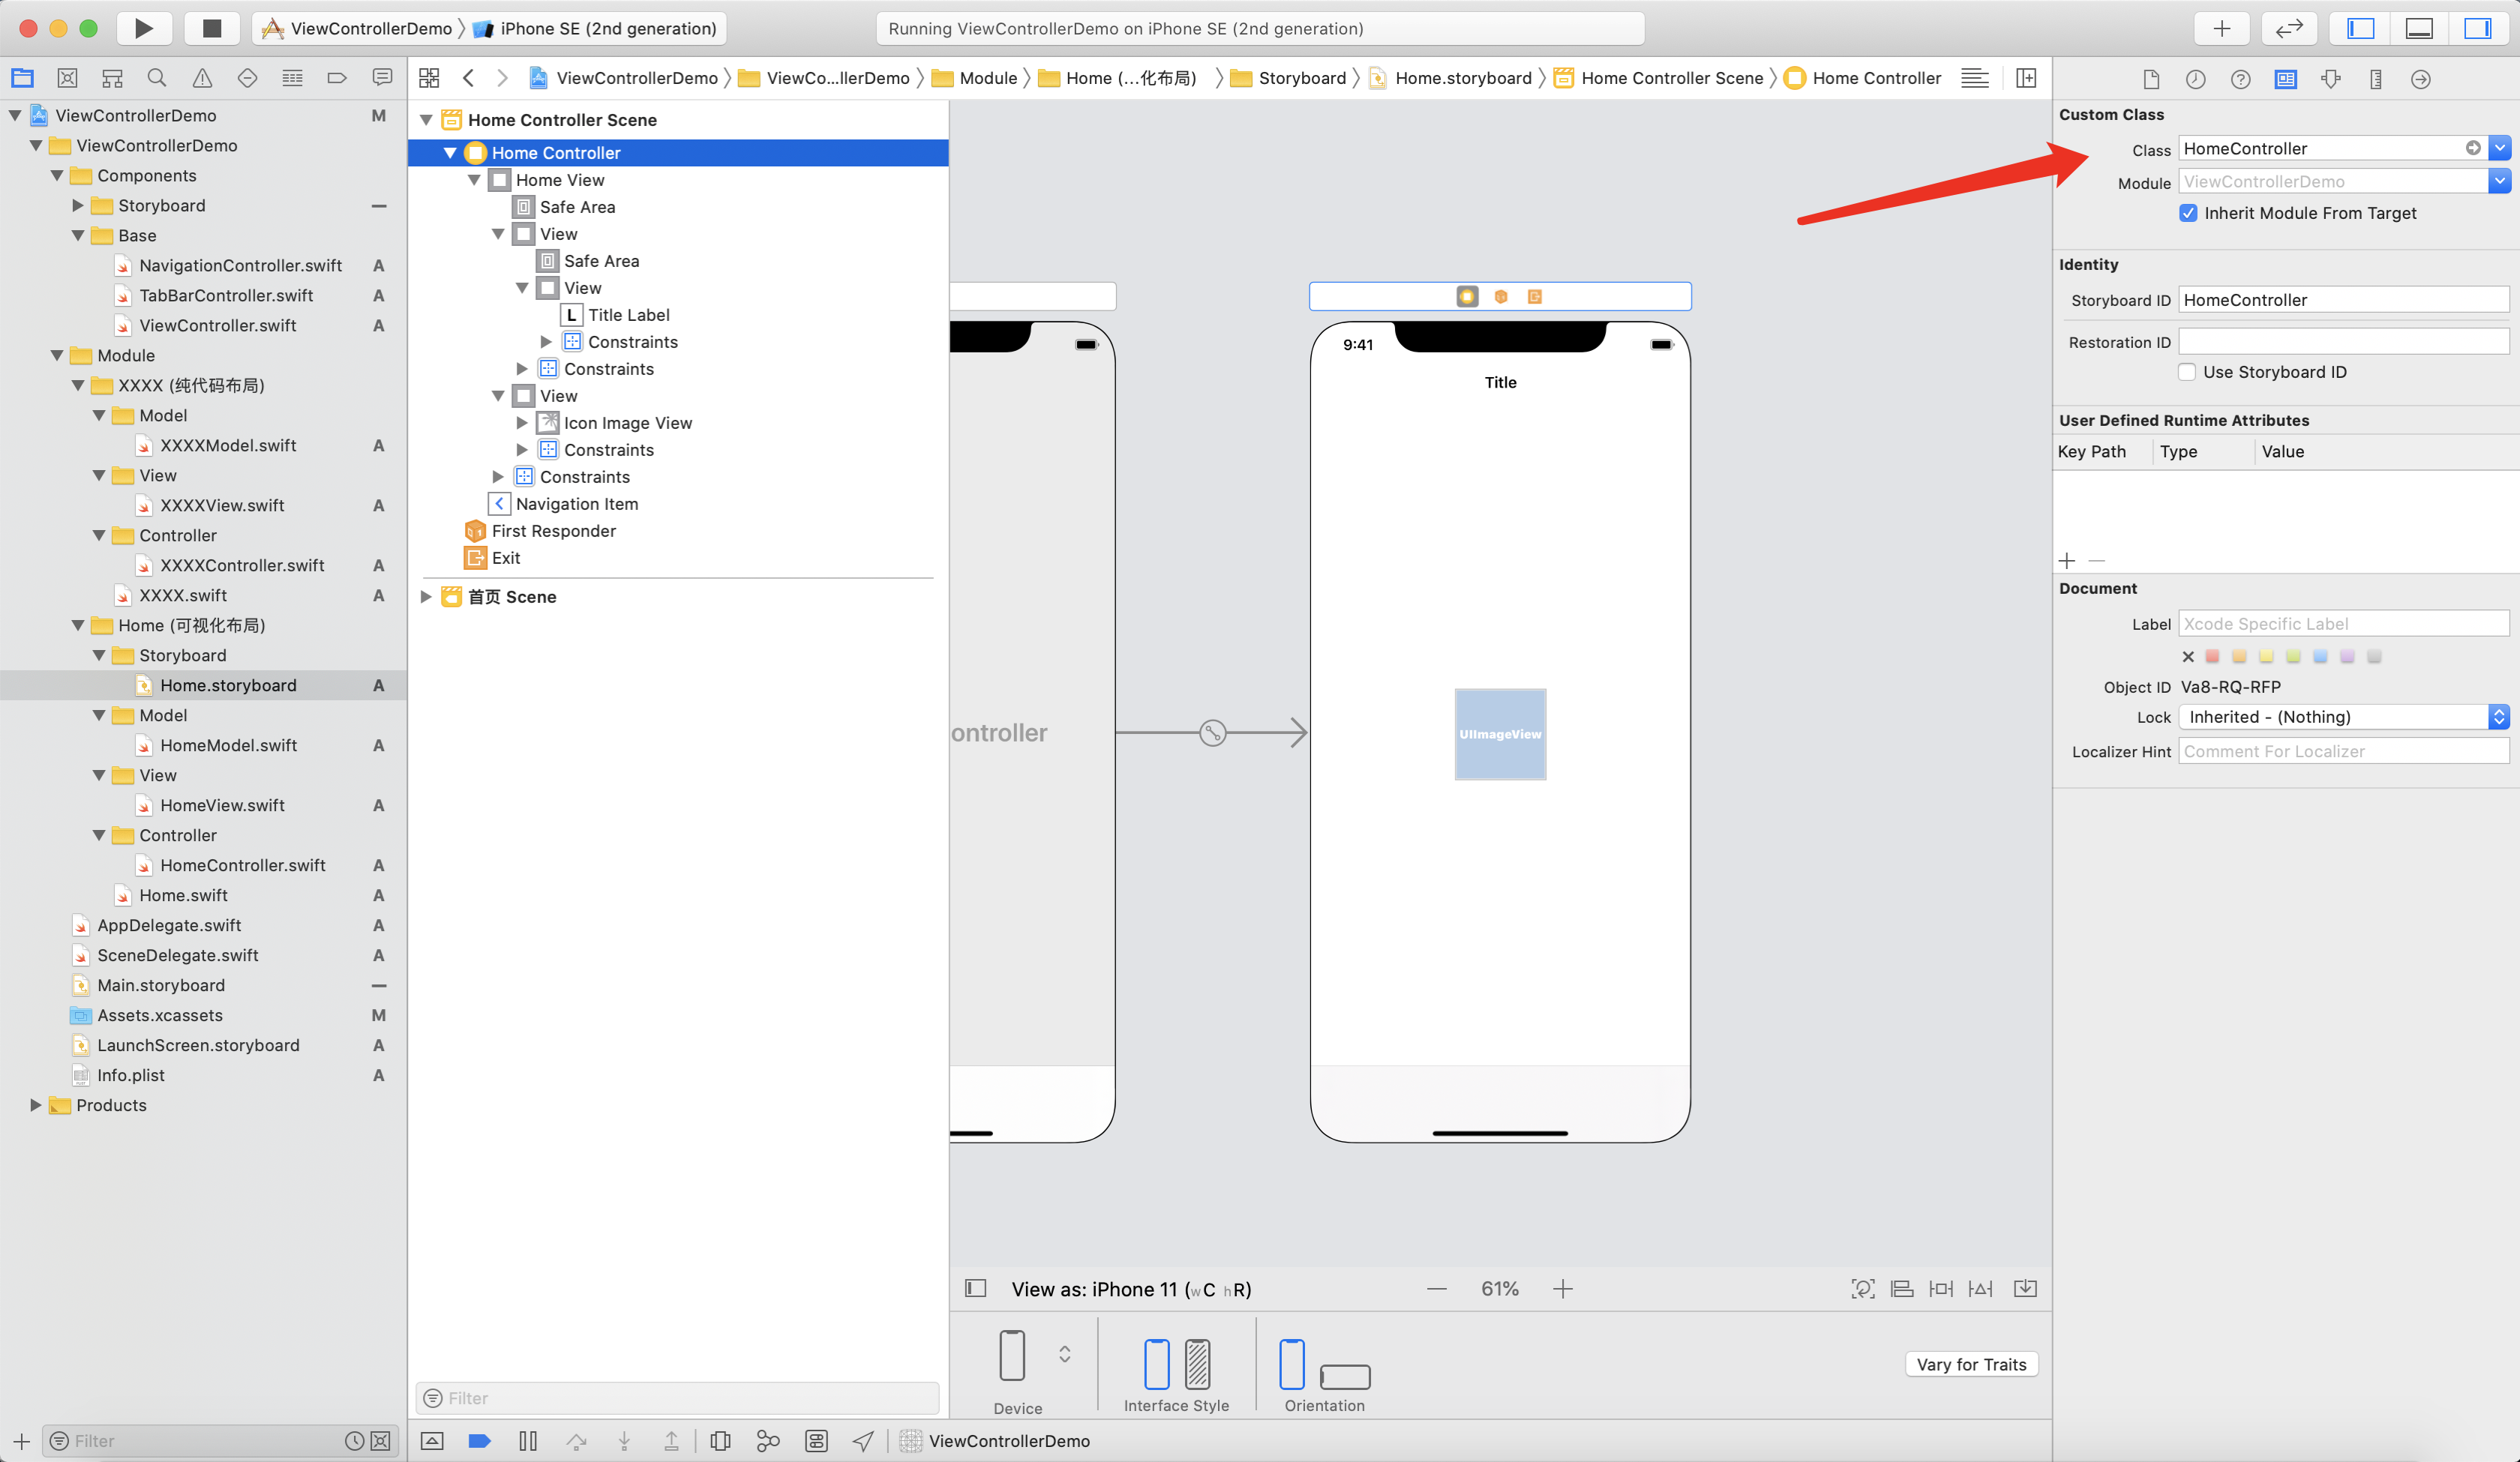 ViewControllerDemo 〉 iPhone SE (2nd generation)
Running ViewControllerDemo on iPhone SE (2nd generation)
ViewControllerDemo 〉 ViewCo...llerDemo 〉 Module 〉 Home (...化布局) 〉 Storyboard 〉 Home.storyboard 〉 Home Controller Scene 〉 Home Controller
ViewControllerDemo M
ViewControllerDemo
Components
Storyboard
Base
NavigationController.swift A
TabBarController.swift A
ViewController.swift A
Module
XXXX (纯代码布局)
Model
XXXXModel.swift A
View
XXXXView.swift A
Controller
XXXXController.swift A
XXXX.swift A
Home (可视化布局)
Storyboard
Home.storyboard A
Model
HomeModel.swift A
View
HomeView.swift A
Controller
HomeController.swift A
Home.swift A
AppDelegate.swift A
SceneDelegate.swift A
Main.storyboard
Assets.xcassets M
LaunchScreen.storyboard A
Info.plist A
Products
Filter
Home Controller Scene
Home Controller
Home View
Safe Area
View
Safe Area
View
L Title Label
Constraints
Constraints
View
Icon Image View
Constraints
Constraints
Navigation Item
First Responder
Exit
首页 Scene
Filter
ontroller
9:41
Title
UIImageView
View as: iPhone 11 (wC hR)
61%
Device
Interface Style
Orientation
Vary for Traits
ViewControllerDemo
Custom Class
Class HomeController
Module ViewControllerDemo
Inherit Module From Target
Identity
Storyboard ID HomeController
Restoration ID
Use Storyboard ID
User Defined Runtime Attributes
Key Path Type Value
Document
Label Xcode Specific Label
Object ID Va8-RQ-RFP
Lock Inherited - (Nothing)
Localizer Hint Comment For Localizer